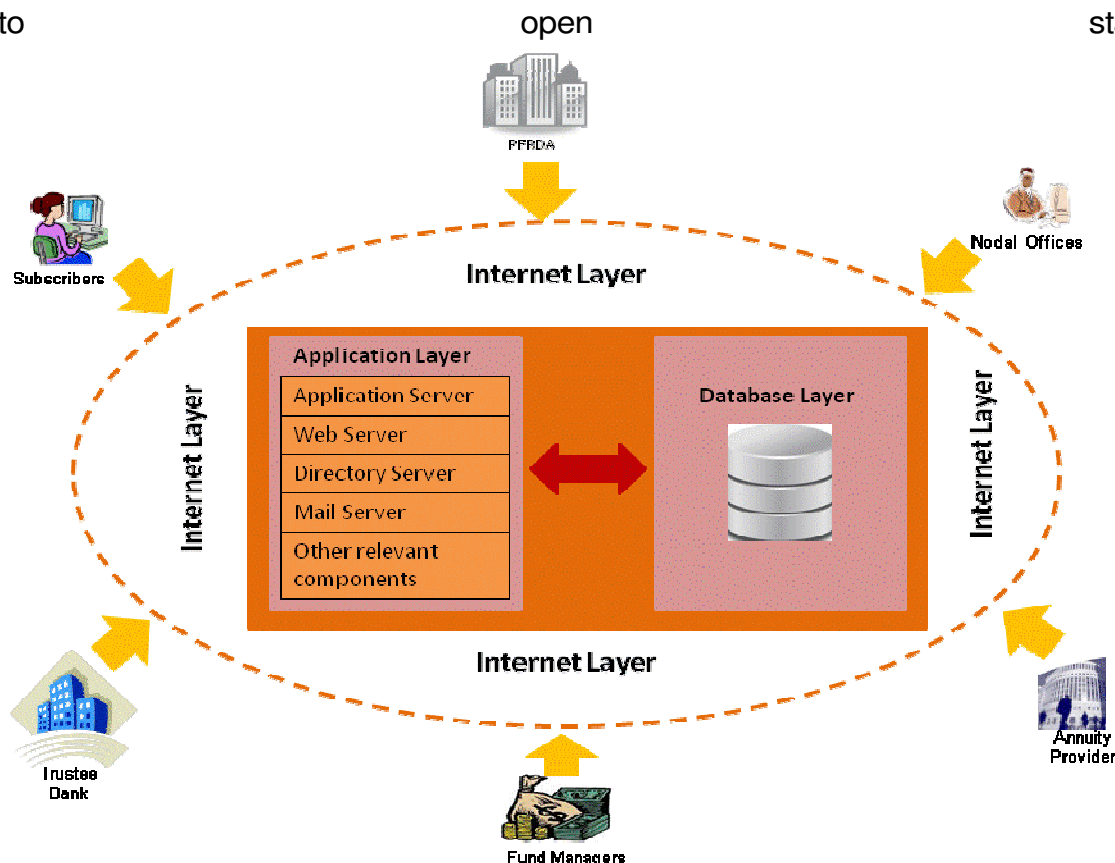 to open st
PFRDA
Nodal Offices
Subscribers
Internet Layer
Application Layer
Application Server
Web Server
Directory Server
Mail Server
Other relevant
components
Database Layer
Internet Layer
Internet Layer
Internet Layer
Trustee
Bank
Annuity
Provider
Fund Managers